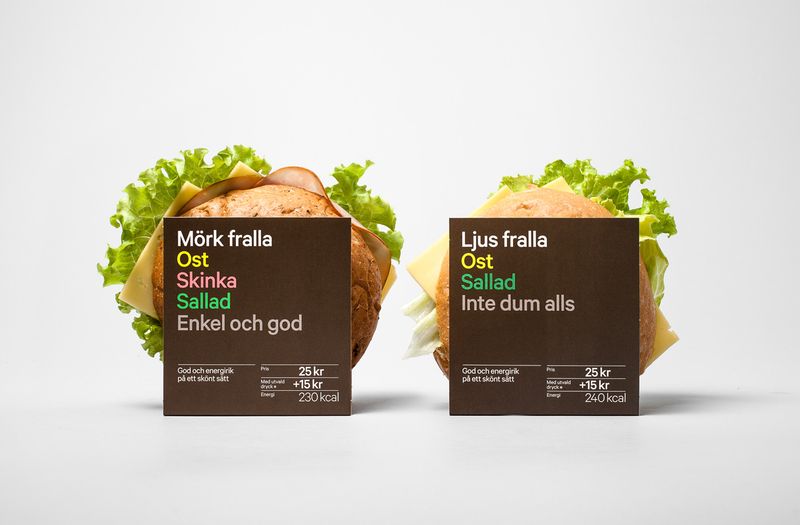 Mörk fralla
Ost
Skinka
Sallad
Enkel och god
God och energirik
på ett skönt sätt
Pris 25 kr
Med utvald
dryck* +15 kr
Energi 230 kcal
Ljus fralla
Ost
Sallad
Inte dum alls
God och energirik
på ett skönt sätt
Pris 25 kr
Med utvald
dryck* +15 kr
Energi 240 kcal